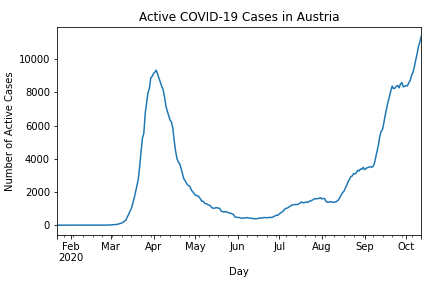 Active COVID-19 Cases in Austria
Number of Active Cases
10000
8000
6000
4000
2000
0
Feb Mar Apr May Jun Jul Aug Sep Oct
2020
Day